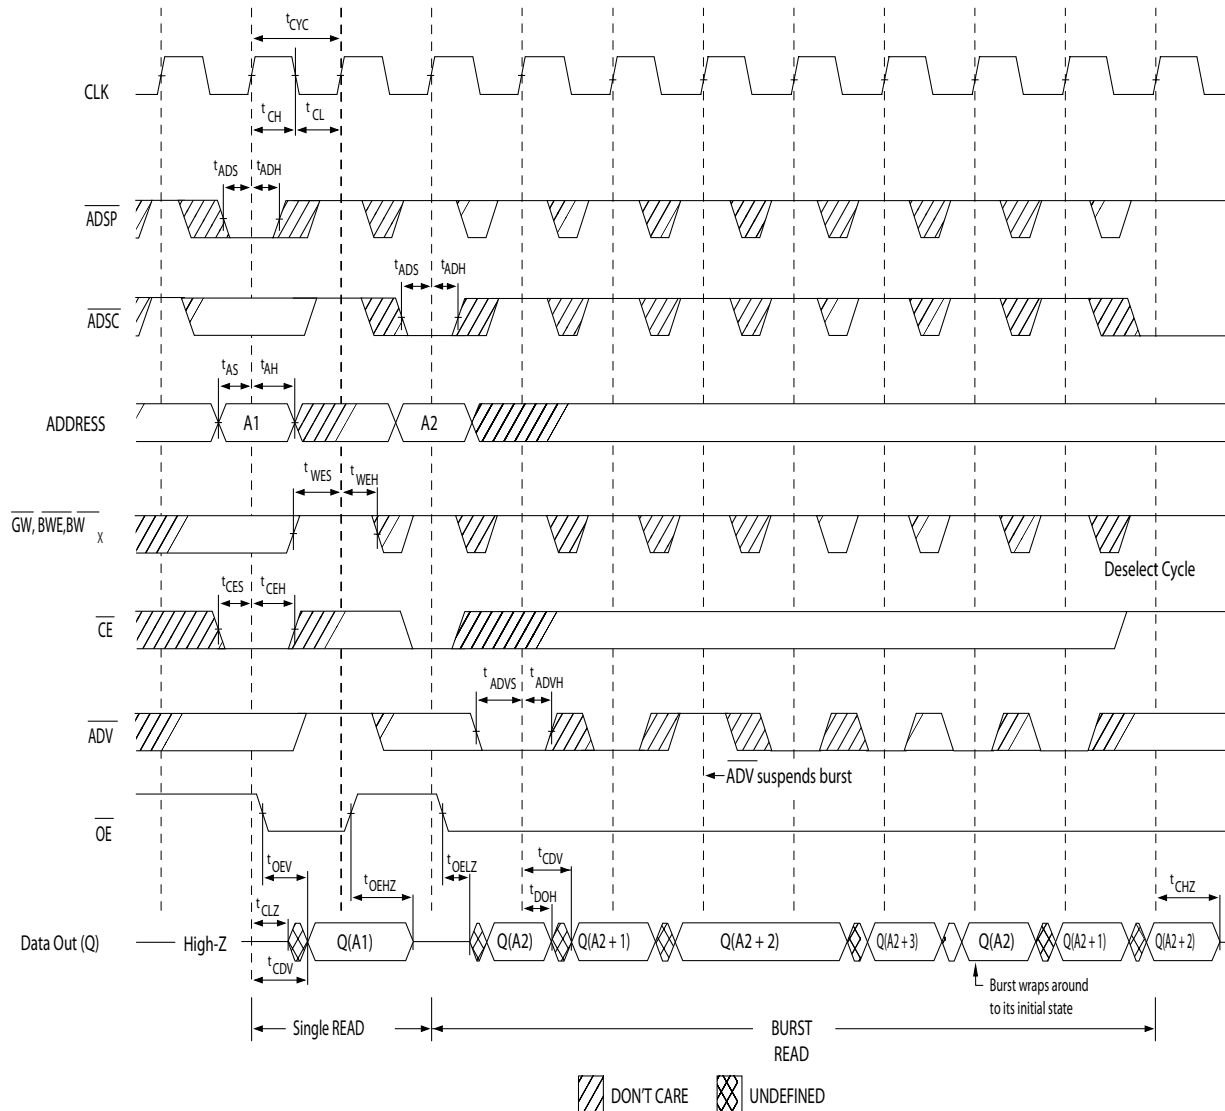 tCYC
CLK
tCH
tCL
tADS
tADH
ADSP
tADS
tADH
ADSC
tAS
tAH
ADDRESS
A1
A2
tWES
tWEH
GW, BWE,BW X
Deselect Cycle
tCES
tCEH
CE
tADVS
tADVH
ADV
ADV suspends burst
OE
tOEV
tOEHZ
tOELZ
tCDV
tCLZ
tDOH
tCHZ
Data Out (Q)
High-Z
Q(A1)
Q(A2)
Q(A2 + 1)
Q(A2 + 2)
Q(A2 + 3)
Q(A2)
Q(A2 + 1)
Q(A2 + 2)
tCDV
Burst wraps around
to its initial state
Single READ
BURST
READ
DON'T CARE
UNDEFINED